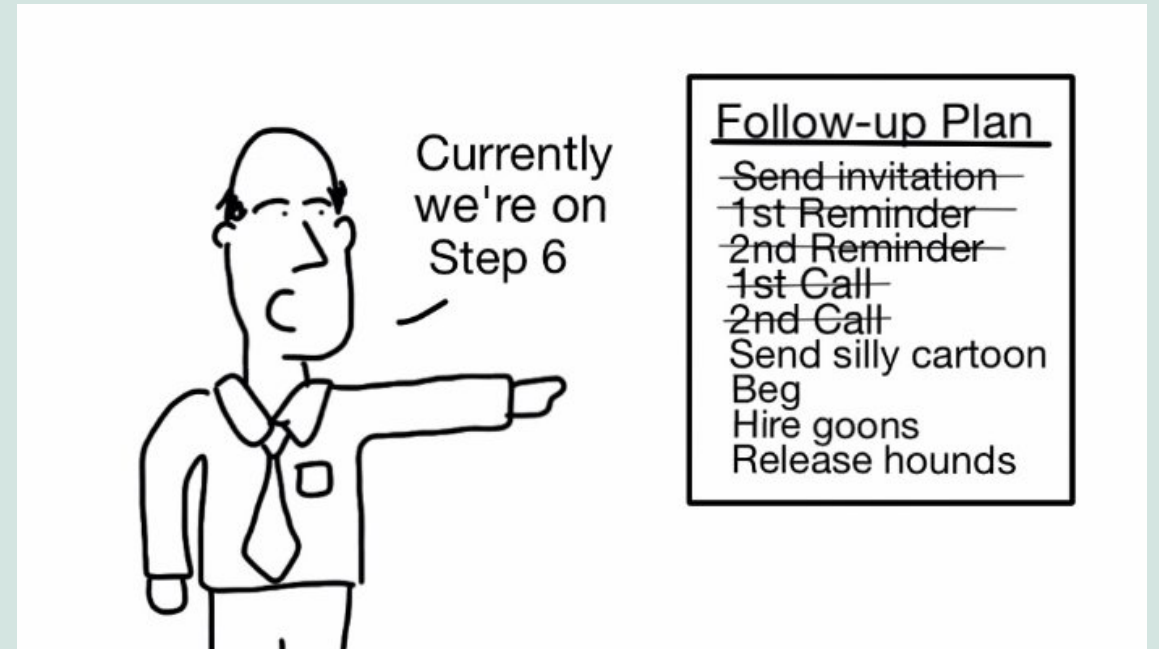 Currently
we're on
Step 6
Follow-up Plan
Send invitation
1st Reminder
2nd Reminder
1st Call
2nd Call
Send silly cartoon
Beg
Hire goons
Release hounds